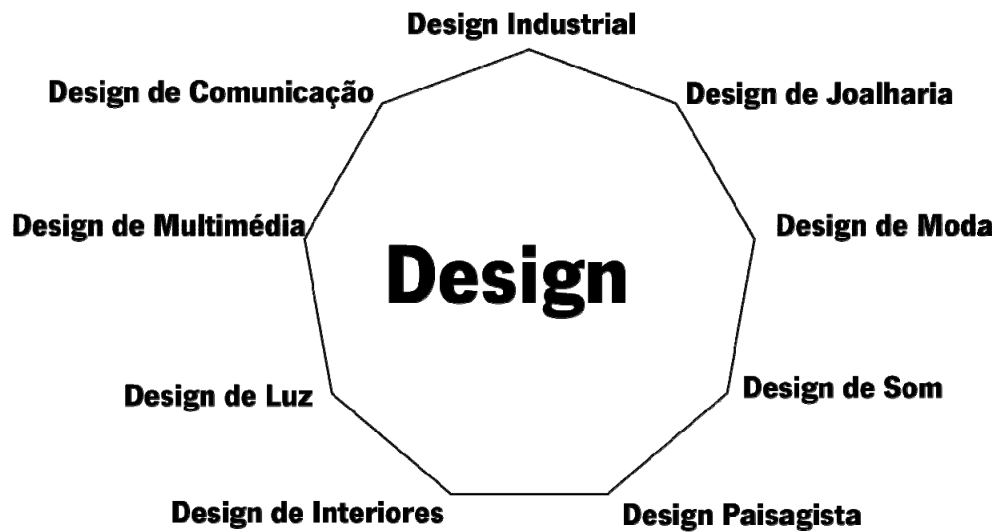 Design Industrial
Design de Comunicação
Design de Joalharia
Design de Multimédia
Design de Moda
Design
Design de Luz
Design de Som
Design de Interiores
Design Paisagista